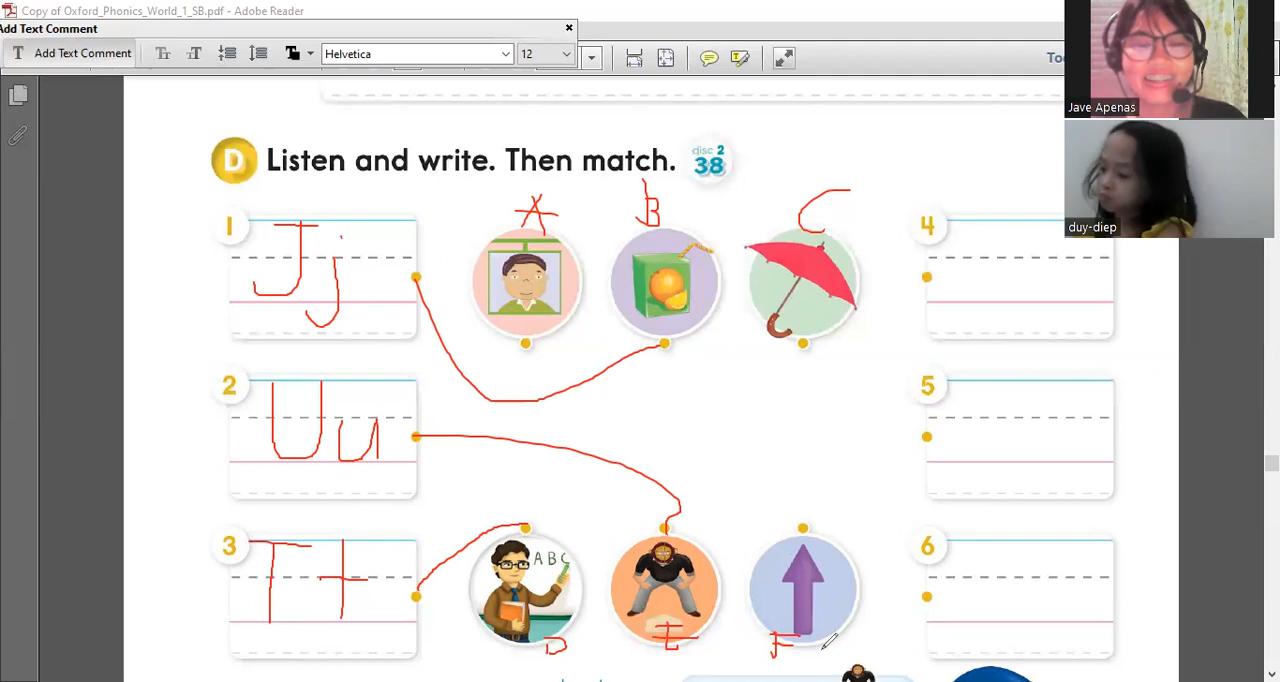 Copy of Oxford_Phonics_World_1_SB.pdf - Adobe Reader
Add Text Comment
T Add Text Comment Helvetica 12
Jave Apenas
duy-diep
D Listen and write. Then match. disc 2 38
A B C
1 Jj
4
2 Uu
5
3 Tt
6
ABC
D E F